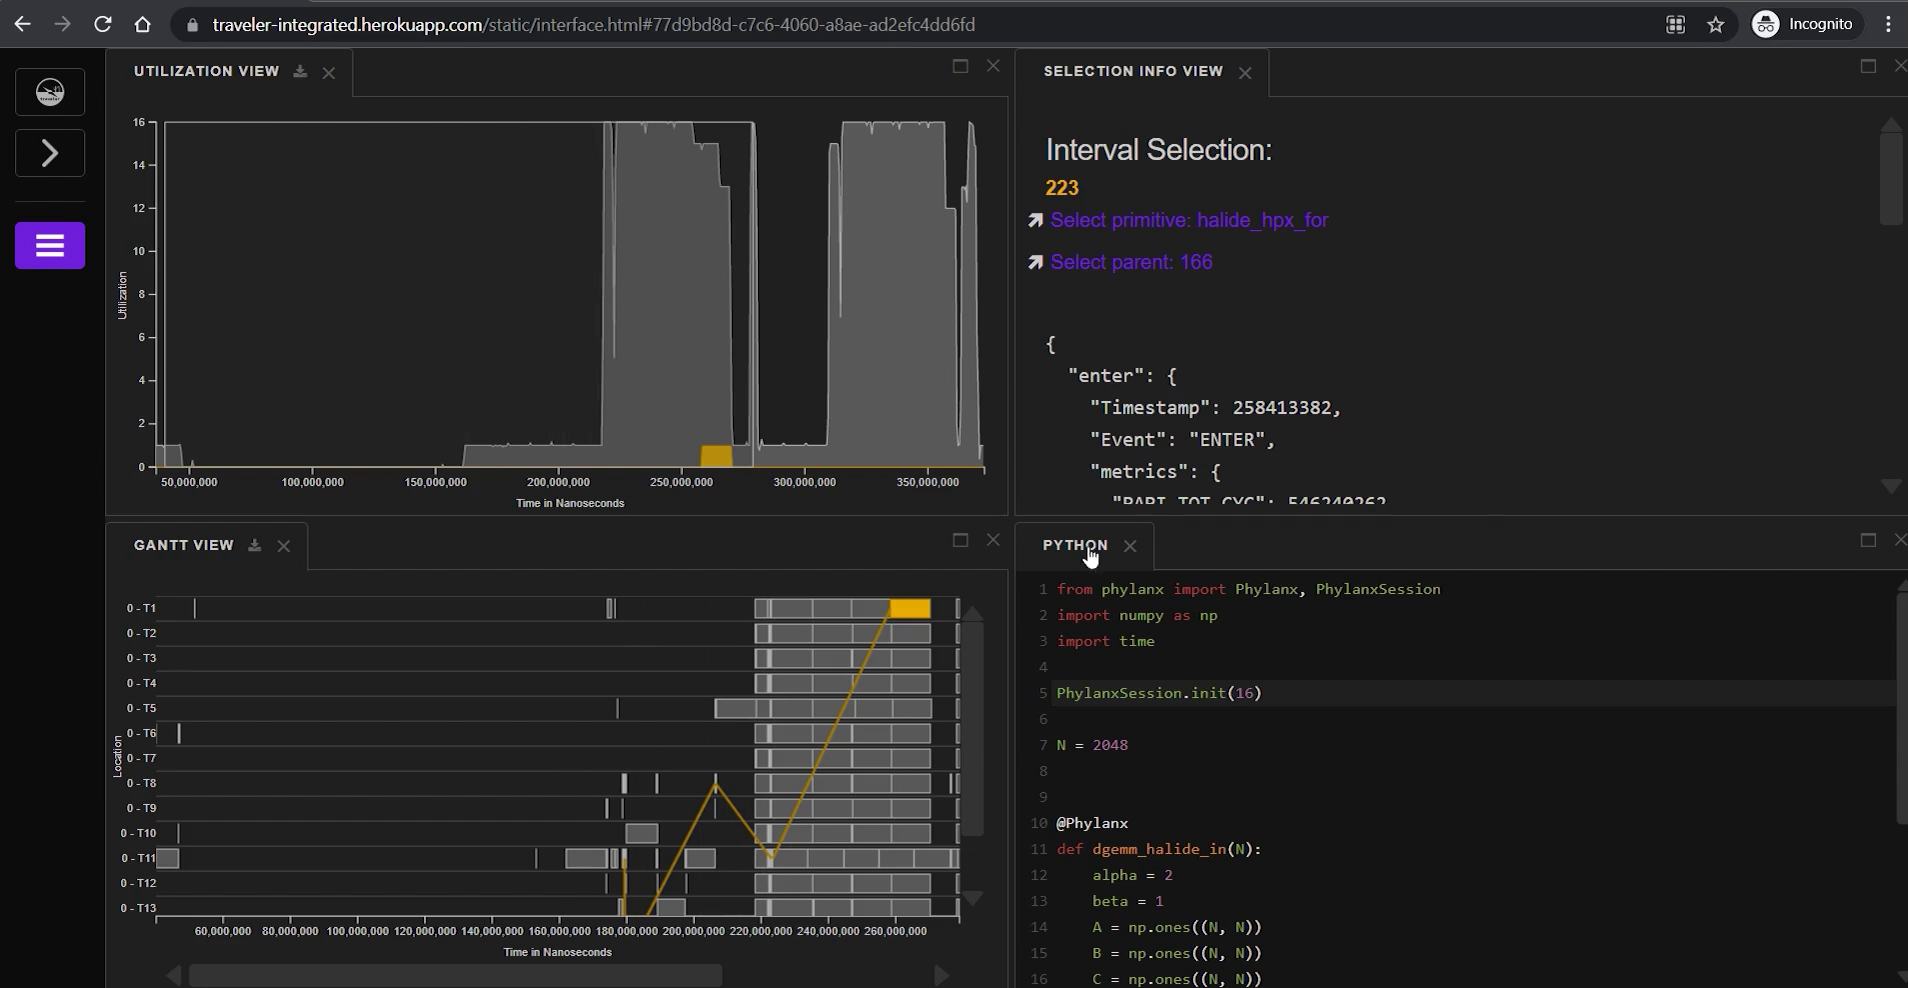 traveler-integrated.herokuapp.com/static/interface.html#77d9bd8d-c7c6-4060-a8ae-ad2efc4dd6fd
Incognito
traveler
UTILIZATION VIEW
16
14
12
10
8
6
4
2
0
Utilization
50,000,000 100,000,000 150,000,000 200,000,000 250,000,000 300,000,000 350,000,000
Time in Nanoseconds
SELECTION INFO VIEW
Interval Selection:
223
Select primitive: halide_hpx_for
Select parent: 166
{
"enter": {
"Timestamp": 258413382,
"Event": "ENTER",
"metrics": {
"PAPI_TOT_CYC": 546240262
GANTT VIEW
0 - T1
0 - T2
0 - T3
0 - T4
0 - T5
0 - T6
0 - T7
0 - T8
0 - T9
0 - T10
0 - T11
0 - T12
0 - T13
Location
60,000,000 80,000,000 100,000,000 120,000,000 140,000,000 160,000,000 180,000,000 200,000,000 220,000,000 240,000,000 260,000,000
Time in Nanoseconds
PYTHON
1 from phylanx import Phylanx, PhylanxSession
2 import numpy as np
3 import time
4
5 PhylanxSession.init(16)
6
7 N = 2048
8
9
10 @Phylanx
11 def dgemm_halide_in(N):
12 alpha = 2
13 beta = 1
14 A = np.ones((N, N))
15 B = np.ones((N, N))
16 C = np.ones((N, N))